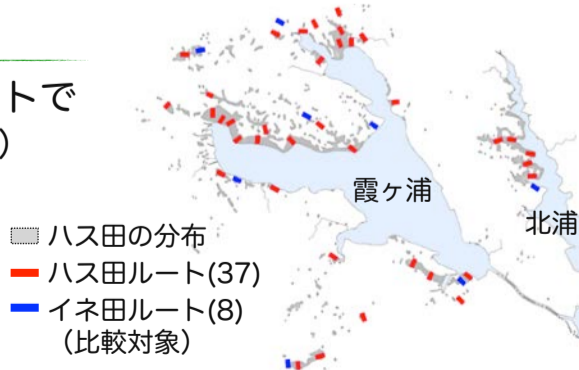 トで
)
霞ヶ浦
北浦
ハス田の分布
ハス田ルート(37)
イネ田ルート(8)
（比較対象）